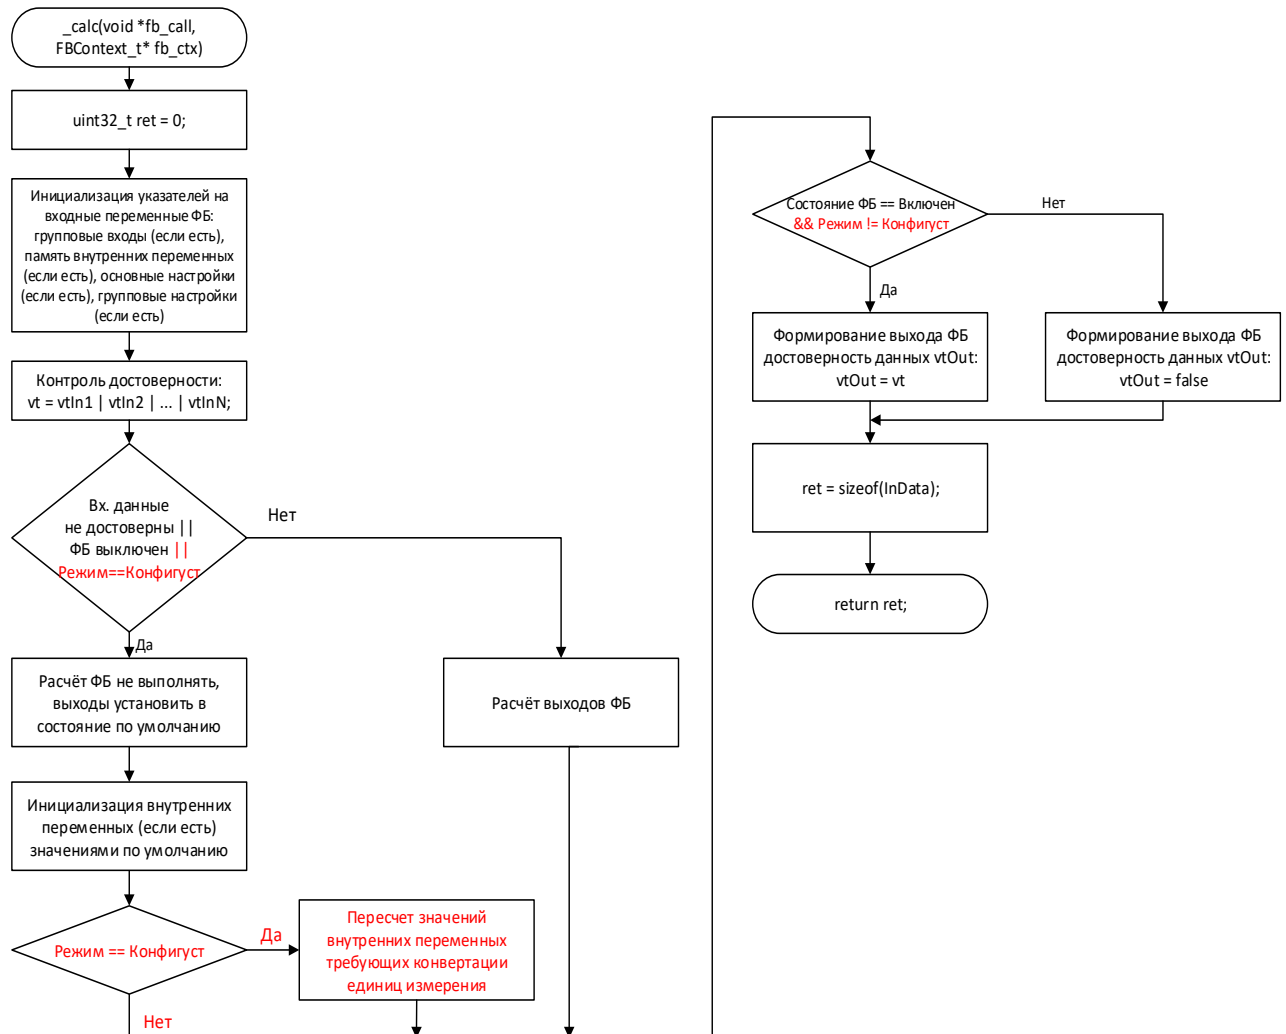 _calc(void *fb_call,
FBContext_t* fb_ctx)
uint32_t ret = 0;
Инициализация указателей на
входные переменные ФБ:
групповые входы (если есть),
память внутренних переменных
(если есть), основные настройки
(если есть), групповые настройки
(если есть)
Контроль достоверности:
vt = vtIn1 | vtIn2 | ... | vtInN;
Вх. данные
не достоверны ||
ФБ выключен ||
Режим==Конфигуст
Нет
Да
Расчёт ФБ не выполнять,
выходы установить в
состояние по умолчанию
Расчёт выходов ФБ
Инициализация внутренних
переменных (если есть)
значениями по умолчанию
Режим == Конфигуст
Да
Пересчет значений
внутренних переменных
требующих конвертации
единиц измерения
Нет
Состояние ФБ == Включен
&& Режим != Конфигуст
Нет
Да
Формирование выхода ФБ
достоверность данных vtOut:
vtOut = vt
Формирование выхода ФБ
достоверность данных vtOut:
vtOut = false
ret = sizeof(InData);
return ret;